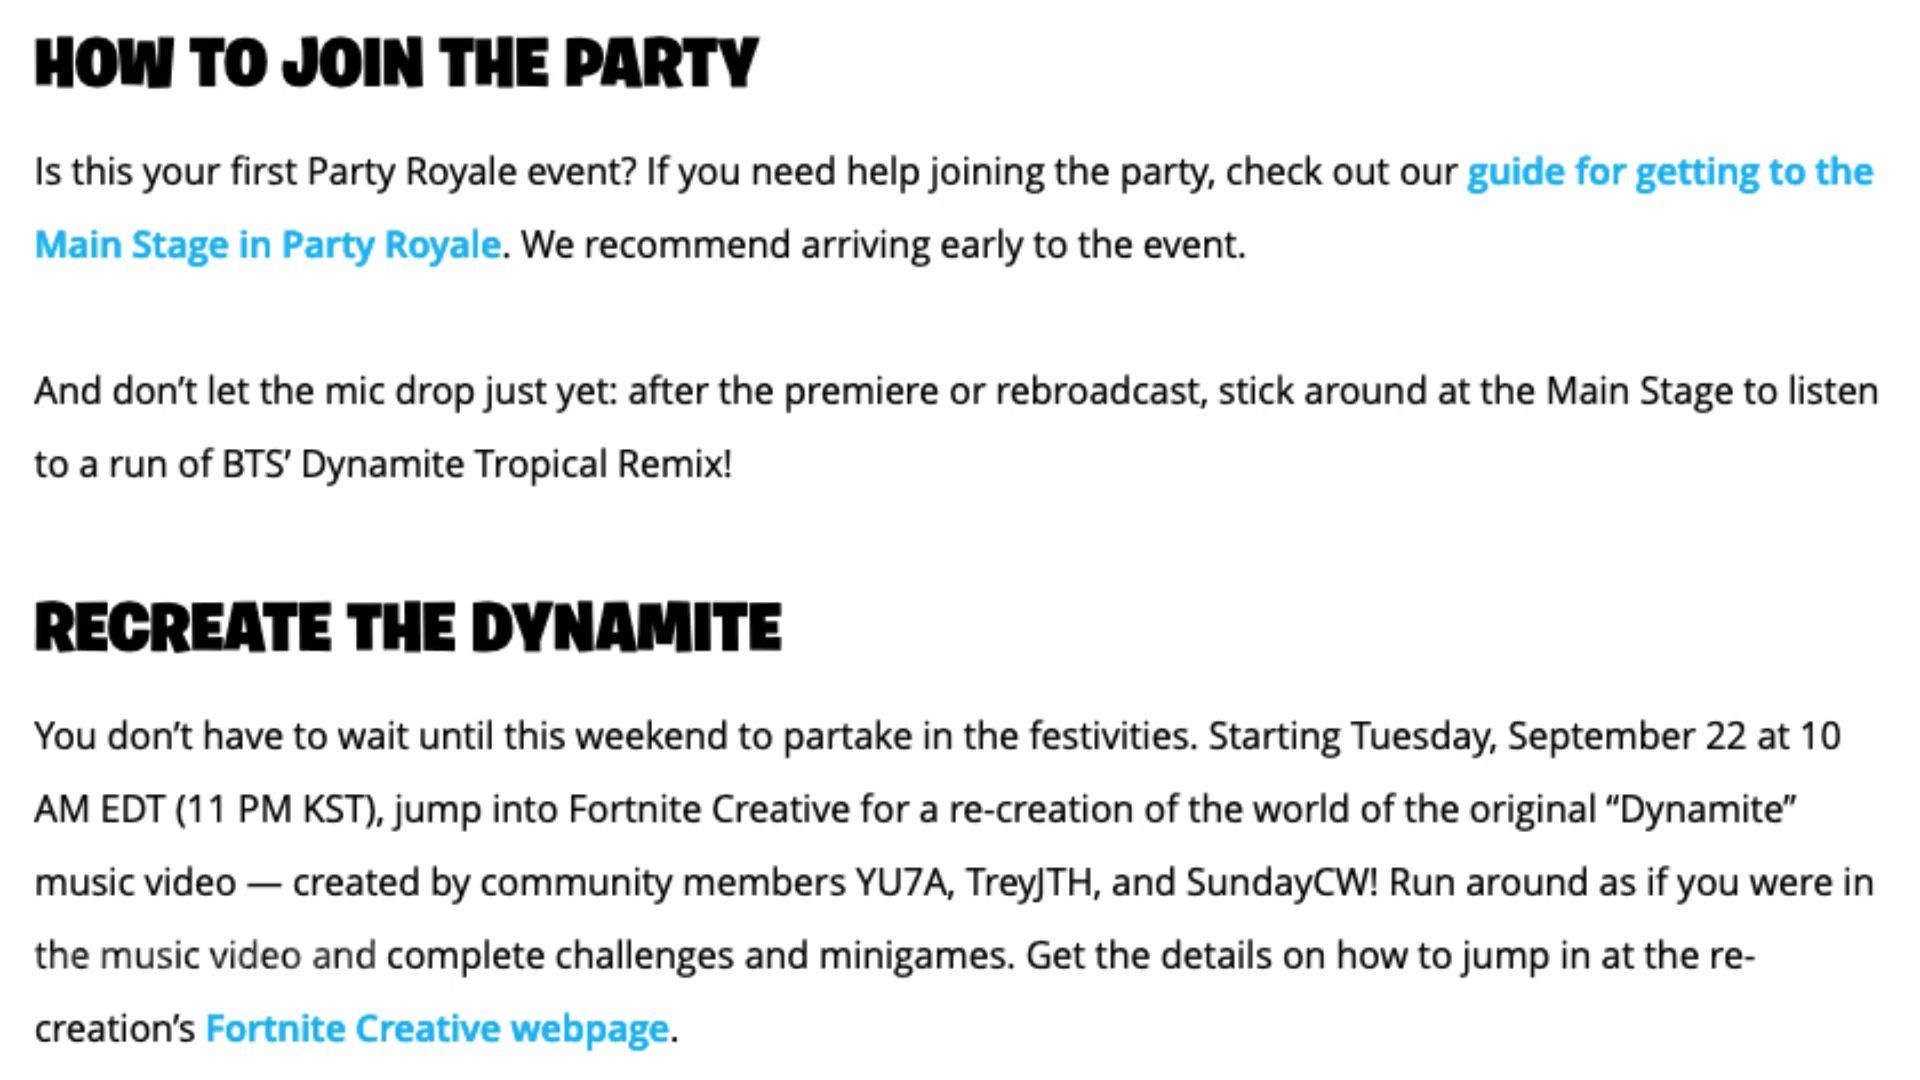 HOW TO JOIN THE PARTY
Is this your first Party Royale event? If you need help joining the party, check out our guide for getting to the
Main Stage in Party Royale. We recommend arriving early to the event.
And don’t let the mic drop just yet: after the premiere or rebroadcast, stick around at the Main Stage to listen
to a run of BTS’ Dynamite Tropical Remix!
RECREATE THE DYNAMITE
You don’t have to wait until this weekend to partake in the festivities. Starting Tuesday, September 22 at 10
AM EDT (11 PM KST), jump into Fortnite Creative for a re-creation of the world of the original “Dynamite”
music video — created by community members YU7A, TreyJTH, and SundayCW! Run around as if you were in
the music video and complete challenges and minigames. Get the details on how to jump in at the re-
creation’s Fortnite Creative webpage.